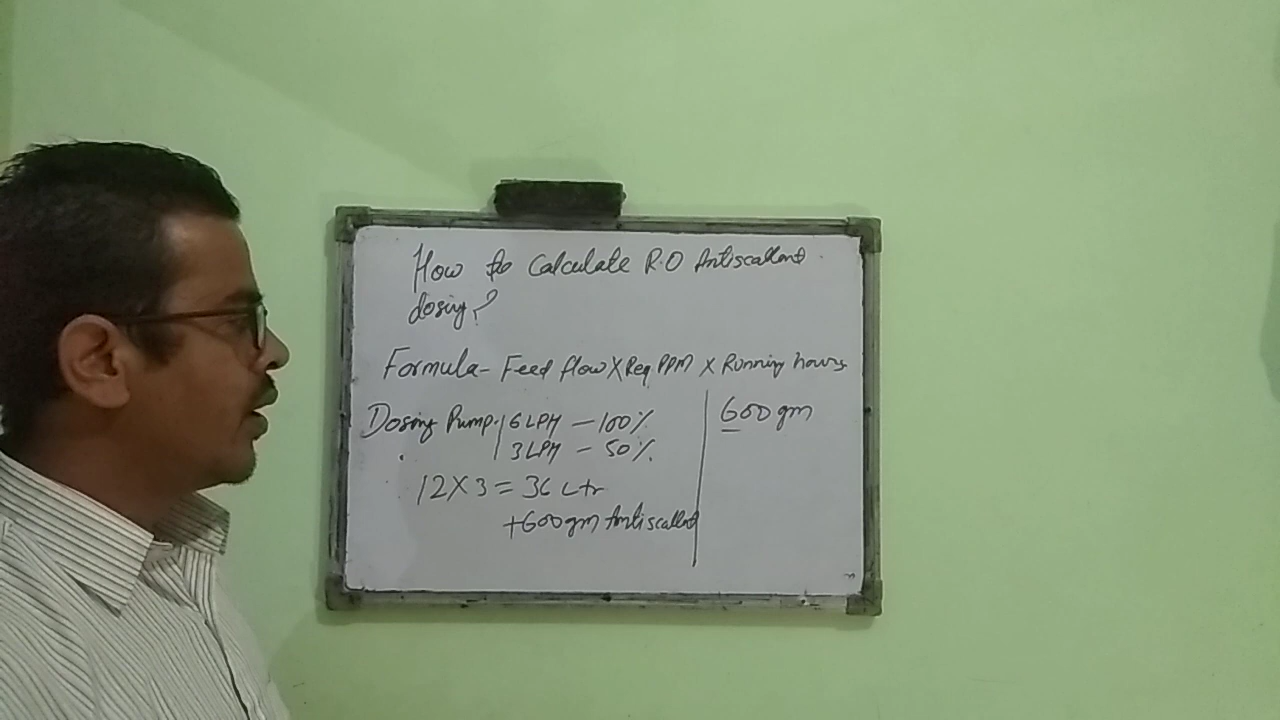 How to Calculate R.O Antiscallant
dosing?
Formula- Feed flow X Req PPM X Running hours
Dosing Pump. 6 LPH - 100%
3 LPH - 50%.
12 X 3 = 36 Ltr
+600gm Antiscallant
600 gm